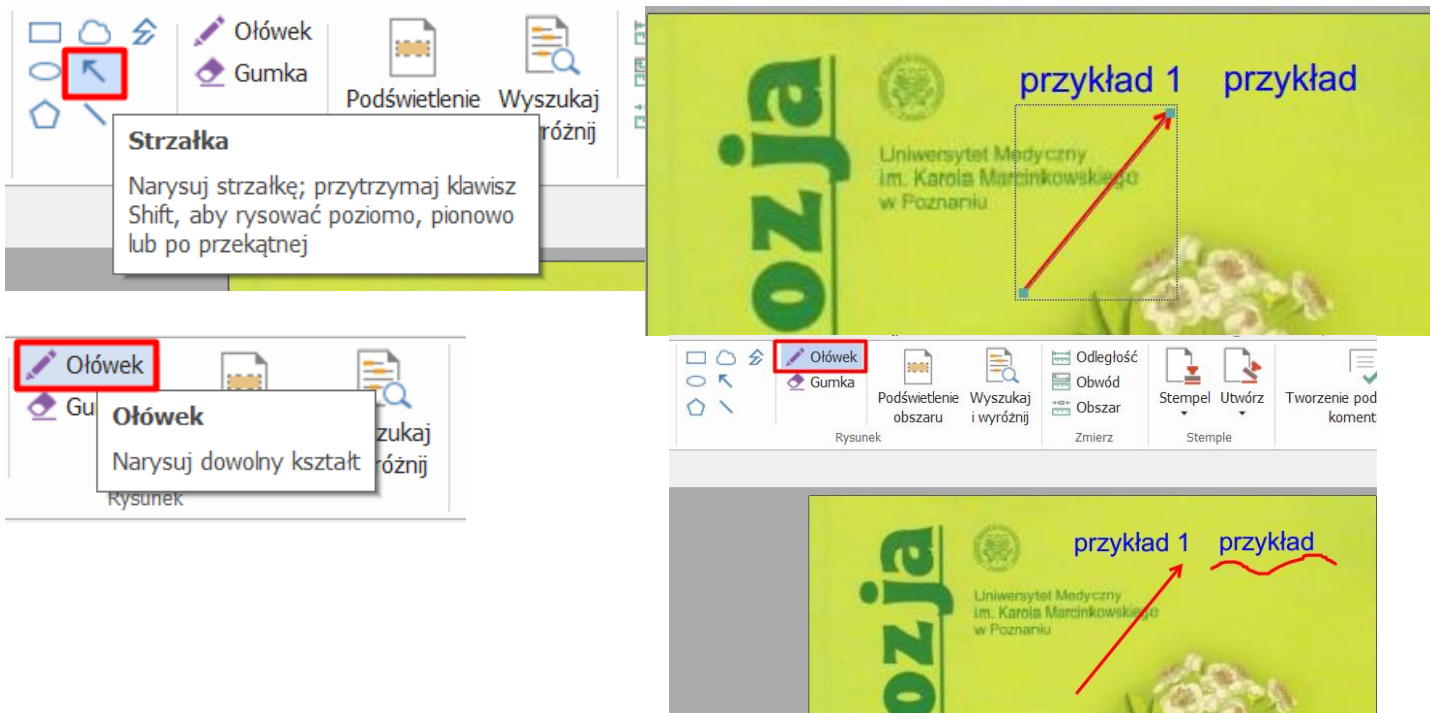 Ołówek
Gumka
Podświetlenie
Wyszukaj
różnij
Strzałka
Narysuj strzałkę; przytrzymaj klawisz
Shift, aby rysować poziomo, pionowo
lub po przekątnej
przykład 1 przykład
Uniwersytet Medyczny
im. Karola Marcinkowskiego
w Poznaniu
ozja
Ołówek
Gu
zukaj
różnij
Ołówek
Narysuj dowolny kształt
Rysunek
Ołówek
Gumka
Podświetlenie
obszaru
Wyszukaj
i wyróżnij
Rysunek
Odległość
Obwód
Obszar
Zmierz
Stempel
Utwórz
Stemple
Tworzenie pod
koment
przykład 1 przykład
Uniwersytet Medyczny
im. Karola Marcinkowskiego
w Poznaniu
ozja